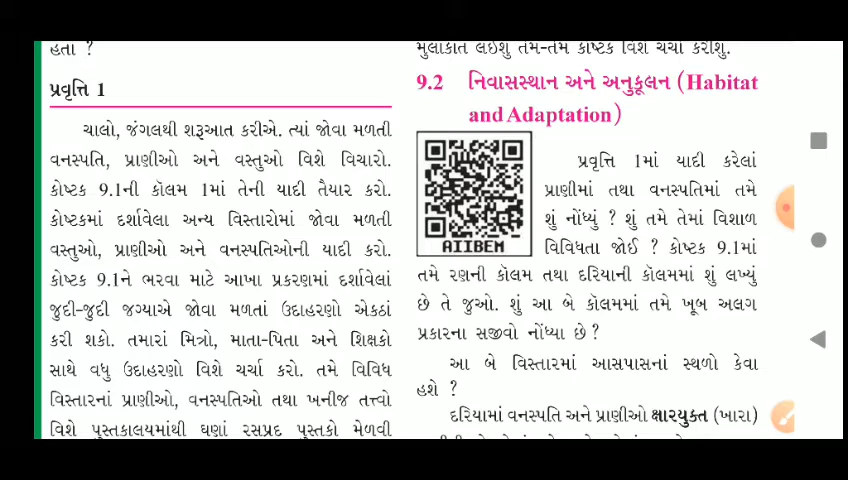 હતા ?
પ્રવૃત્તિ 1
ચાલો, જંગલથી શરૂઆત કરીએ. ત્યાં જોવા મળતી
વનસ્પતિ, પ્રાણીઓ અને વસ્તુઓ વિશે વિચારો.
કોષ્ટક 9.1ની કૉલમ 1માં તેની યાદી તૈયાર કરો.
કોષ્ટકમાં દર્શાવેલા અન્ય વિસ્તારોમાં જોવા મળતી
વસ્તુઓ, પ્રાણીઓ અને વનસ્પતિઓની યાદી કરો.
કોષ્ટક 9.1ને ભરવા માટે આખા પ્રકરણમાં દર્શાવેલાં
જુદી-જુદી જગ્યાએ જોવા મળતાં ઉદાહરણો એકઠાં
કરી શકો. તમારાં મિત્રો, માતા-પિતા અને શિક્ષકો
સાથે વધુ ઉદાહરણો વિશે ચર્ચા કરો. તમે વિવિધ
વિસ્તારનાં પ્રાણીઓ, વનસ્પતિઓ તથા ખનીજ તત્ત્વો
વિશે પુસ્તકાલયમાંથી ઘણાં રસપ્રદ પુસ્તકો મેળવી
મુલાકાત લઇશુ તેમ-તેમ કોષ્ટક વિશે ચર્ચા કરીશું.
9.2 નિવાસસ્થાન અને અનુકૂલન (Habitat
and Adaptation)
AIIBEM
પ્રવૃત્તિ 1માં યાદી કરેલાં
પ્રાણીમાં તથા વનસ્પતિમાં તમે
શું નોંધ્યું ? શું તમે તેમાં વિશાળ
વિવિધતા જોઈ ? કોષ્ટક 9.1માં
તમે રણની કૉલમ તથા દરિયાની કૉલમમાં શું લખ્યું
છે તે જુઓ. શું આ બે કૉલમમાં તમે ખૂબ અલગ
પ્રકારના સજીવો નોંધ્યા છે ?
આ બે વિસ્તારમાં આસપાસનાં સ્થળો કેવા
હશે ?
દરિયામાં વનસ્પતિ અને પ્રાણીઓ ક્ષારયુક્ત (ખારા)